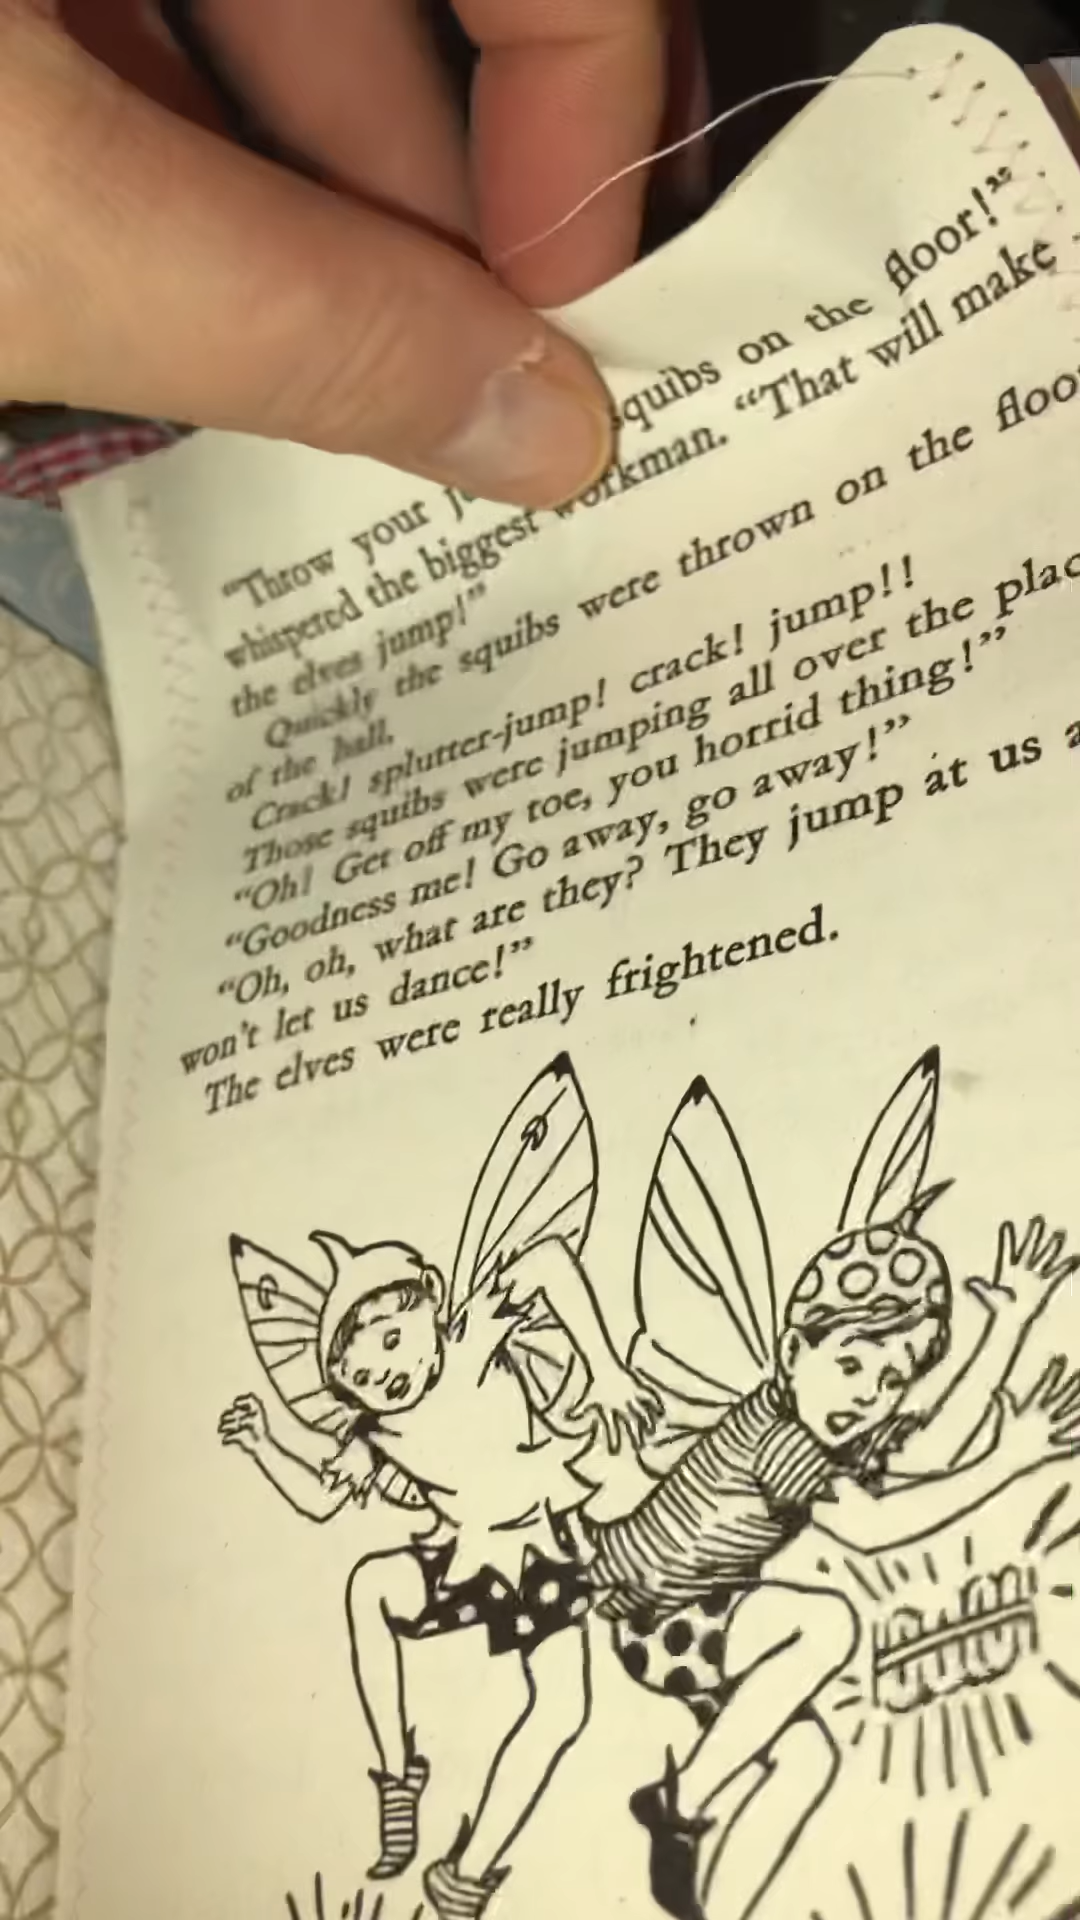 “Throw your squibs on the floor!”
whispered the biggest workman. “That will make
the elves jump!”
Quickly the squibs were thrown on the
of the hall.
Crack! splutter-jump! crack! jump!!
Those squibs were jumping all over the
“Oh! Get off my toe, you horrid thing!”
“Goodness me! Go away, go away!”
“Oh, oh, what are they? They jump at us
won’t let us dance!”
The elves were really frightened.